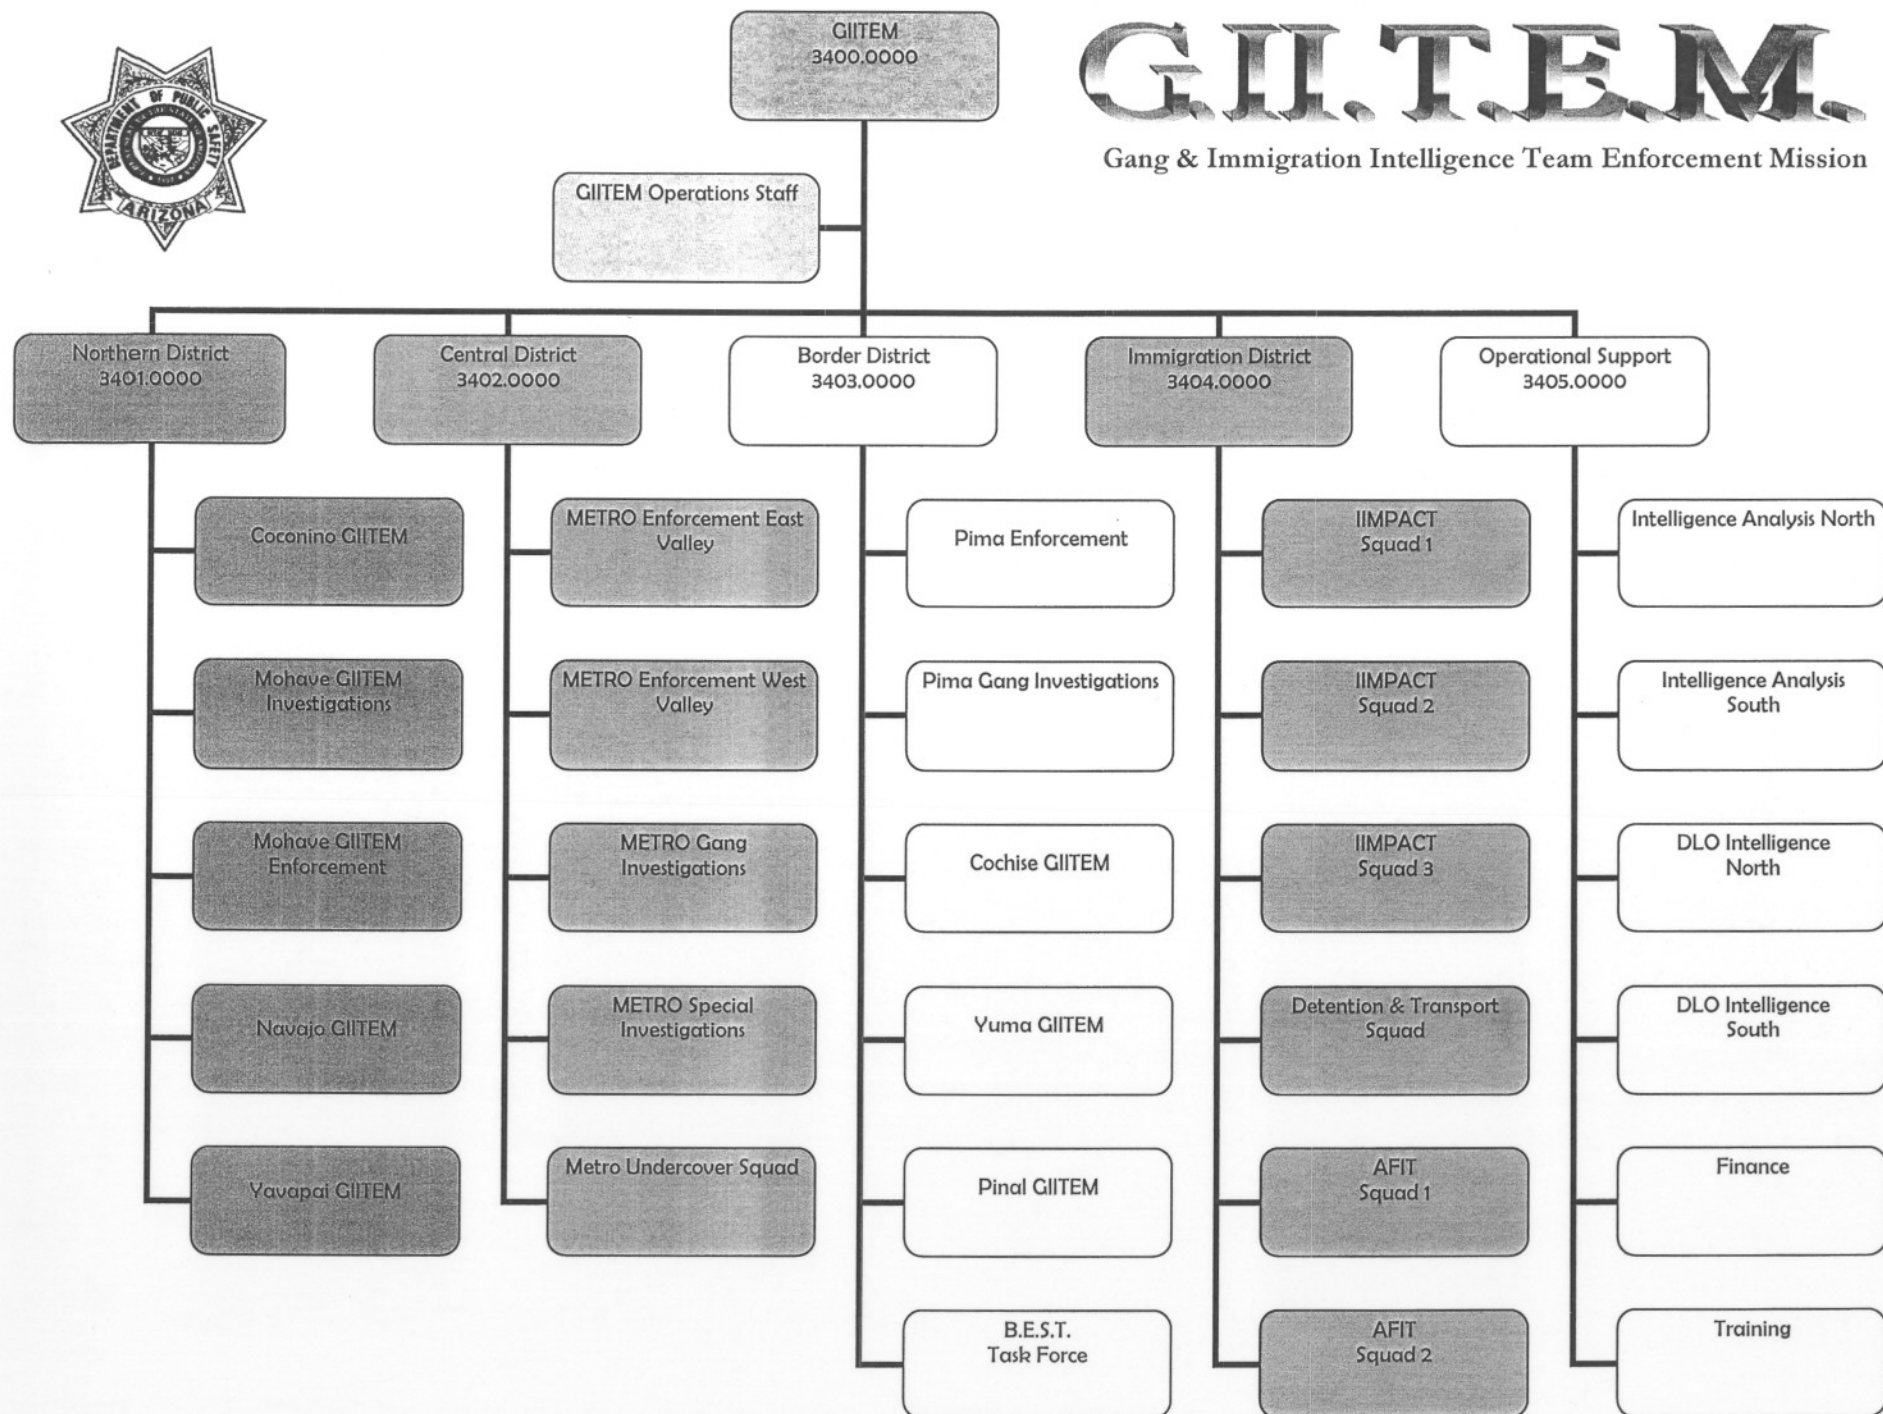 GIITEM
3400.0000
G.II.T.E.M.
Gang & Immigration Intelligence Team Enforcement Mission
DEPARTMENT OF PUBLIC SAFETY
ARIZONA
GIITEM Operations Staff
Northern District
3401.0000
Central District
3402.0000
Border District
3403.0000
Immigration District
3404.0000
Operational Support
3405.0000
Coconino GIITEM
Mohave GIITEM
Investigations
Mohave GIITEM
Enforcement
Navajo GIITEM
Yavapai GIITEM
METRO Enforcement East
Valley
METRO Enforcement West
Valley
METRO Gang
Investigations
METRO Special
Investigations
Metro Undercover Squad
Pima Enforcement
Pima Gang Investigations
Cochise GIITEM
Yuma GIITEM
Pinal GIITEM
B.E.S.T.
Task Force
IIMPACT
Squad 1
IIMPACT
Squad 2
IIMPACT
Squad 3
Detention & Transport
Squad
AFIT
Squad 1
AFIT
Squad 2
Intelligence Analysis North
Intelligence Analysis
South
DLO Intelligence
North
DLO Intelligence
South
Finance
Training